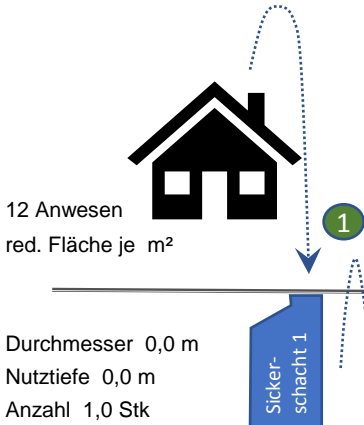 12 Anwesen
red. Fläche je  m²
1
Durchmesser  0,0 m
Nutztiefe  0,0 m
Anzahl  1,0 Stk
Sicker-
schacht 1